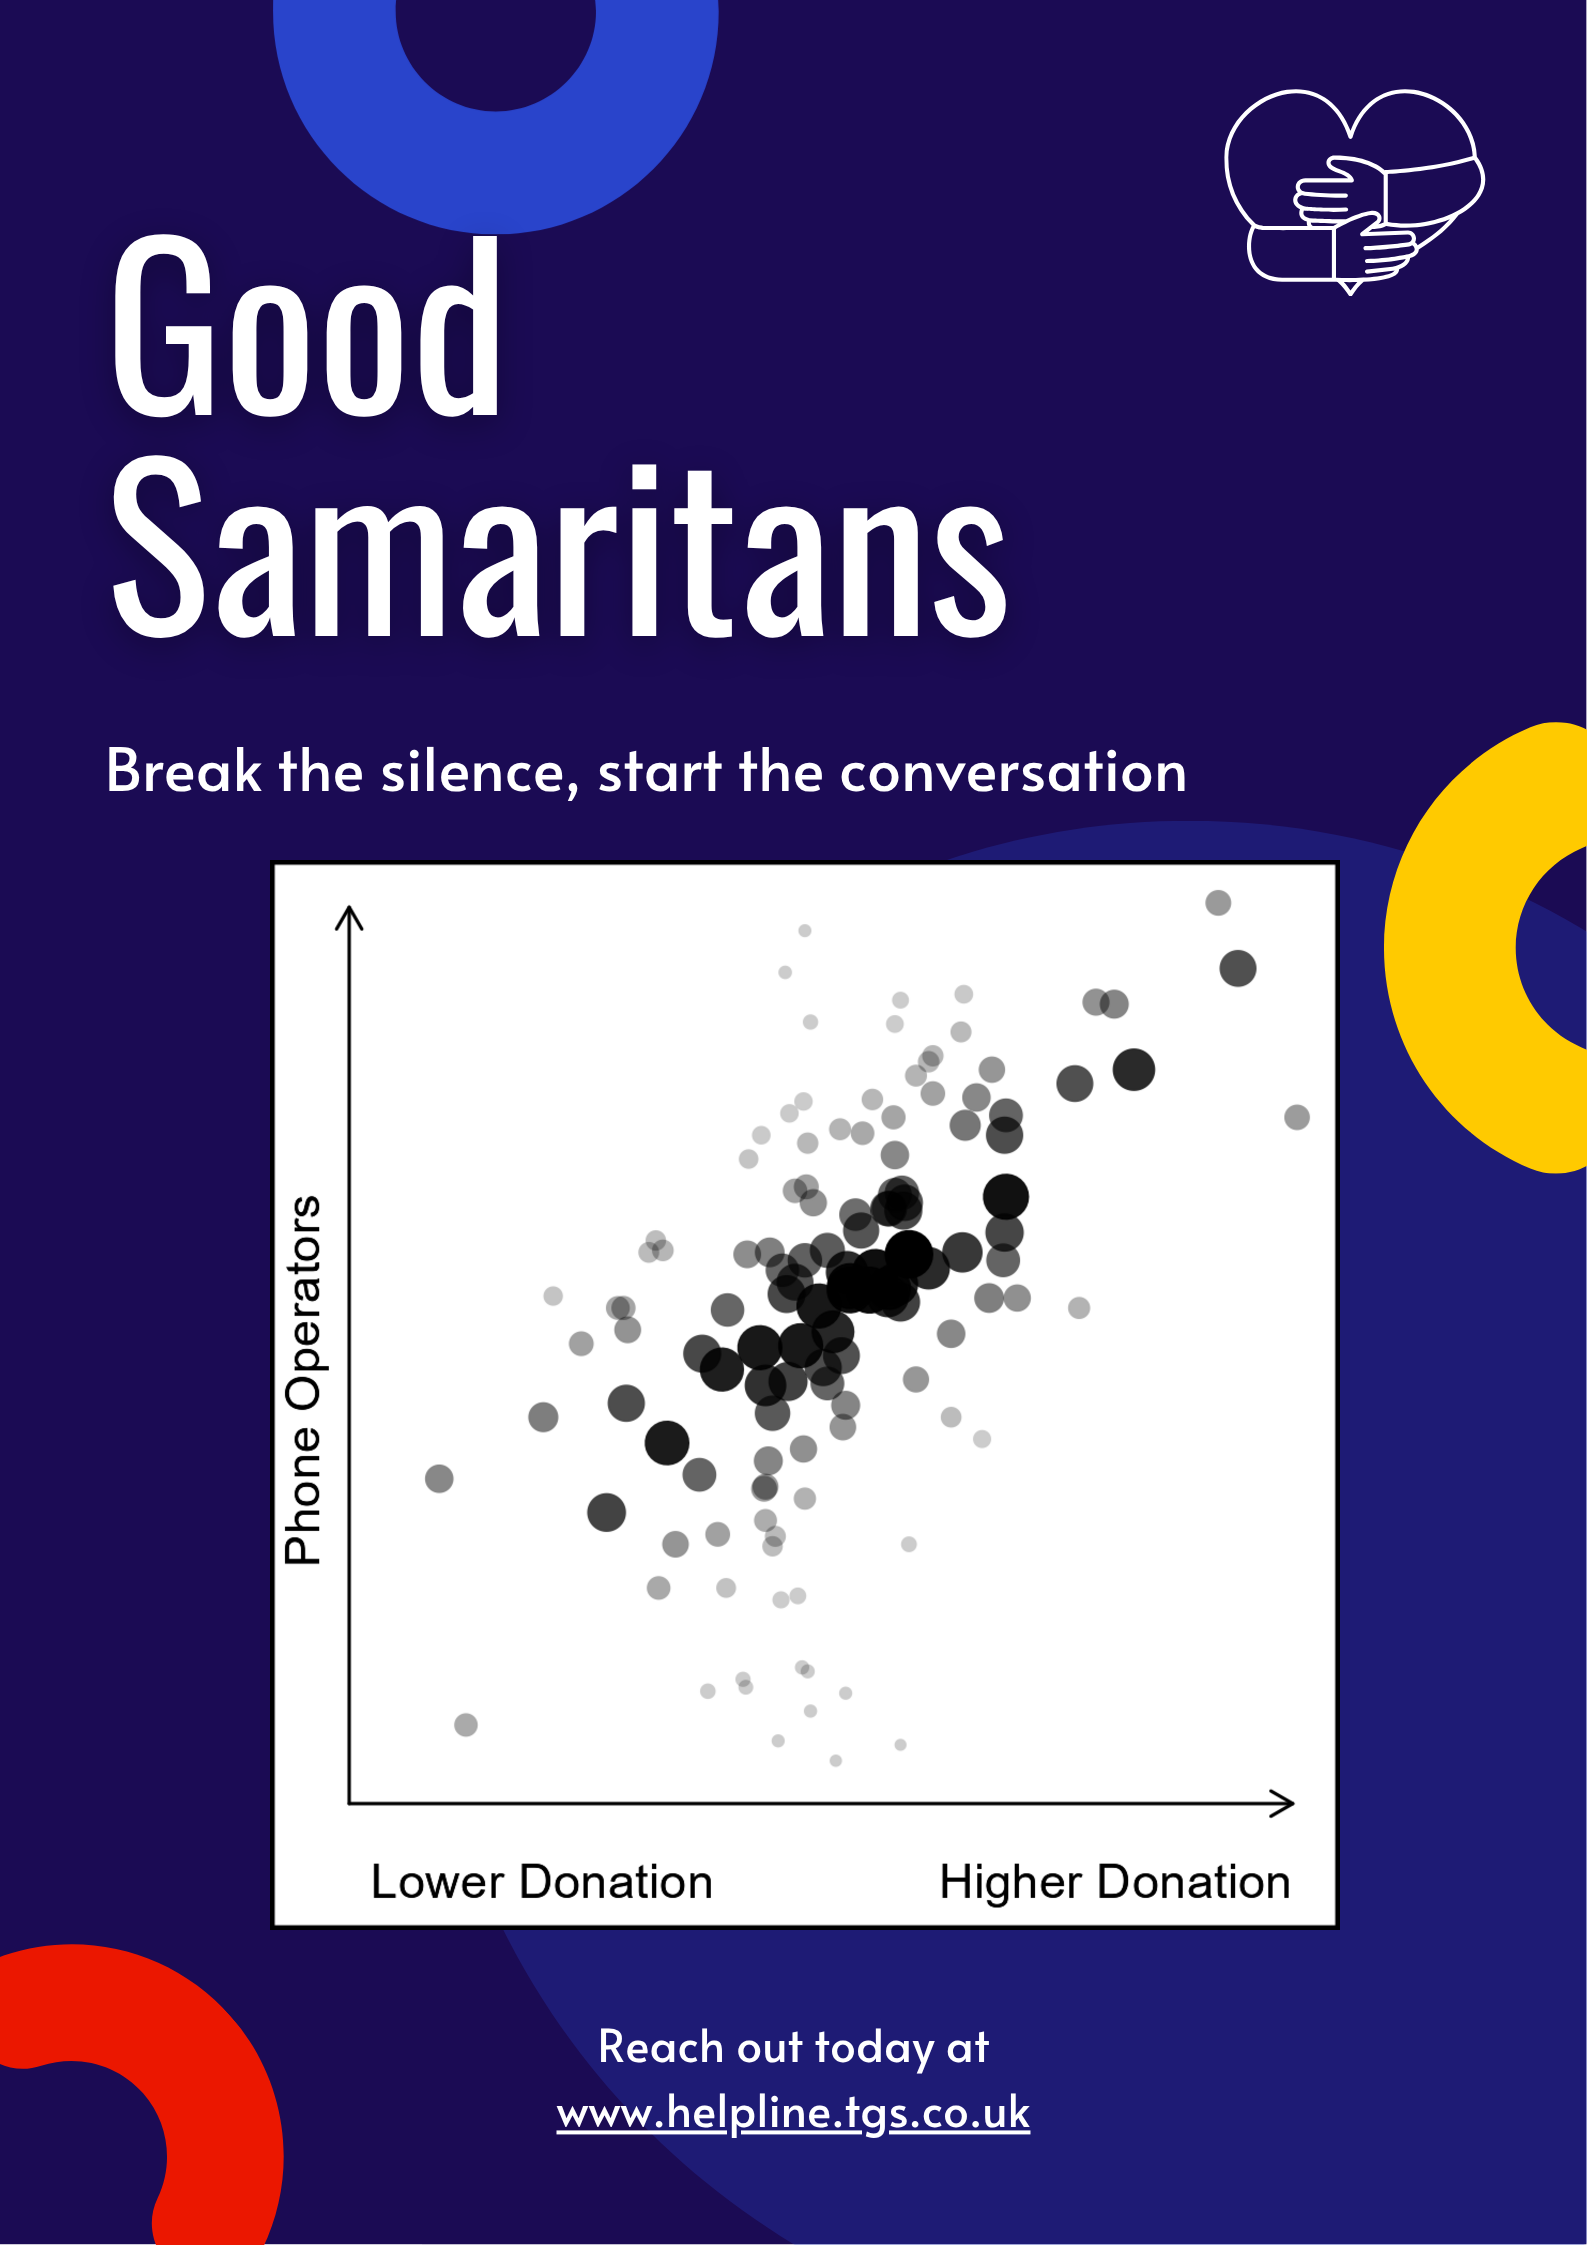 Good
Samaritans
Break the silence, start the conversation
Phone Operators
Lower Donation
Higher Donation
Reach out today at
www.helpline.tgs.co.uk